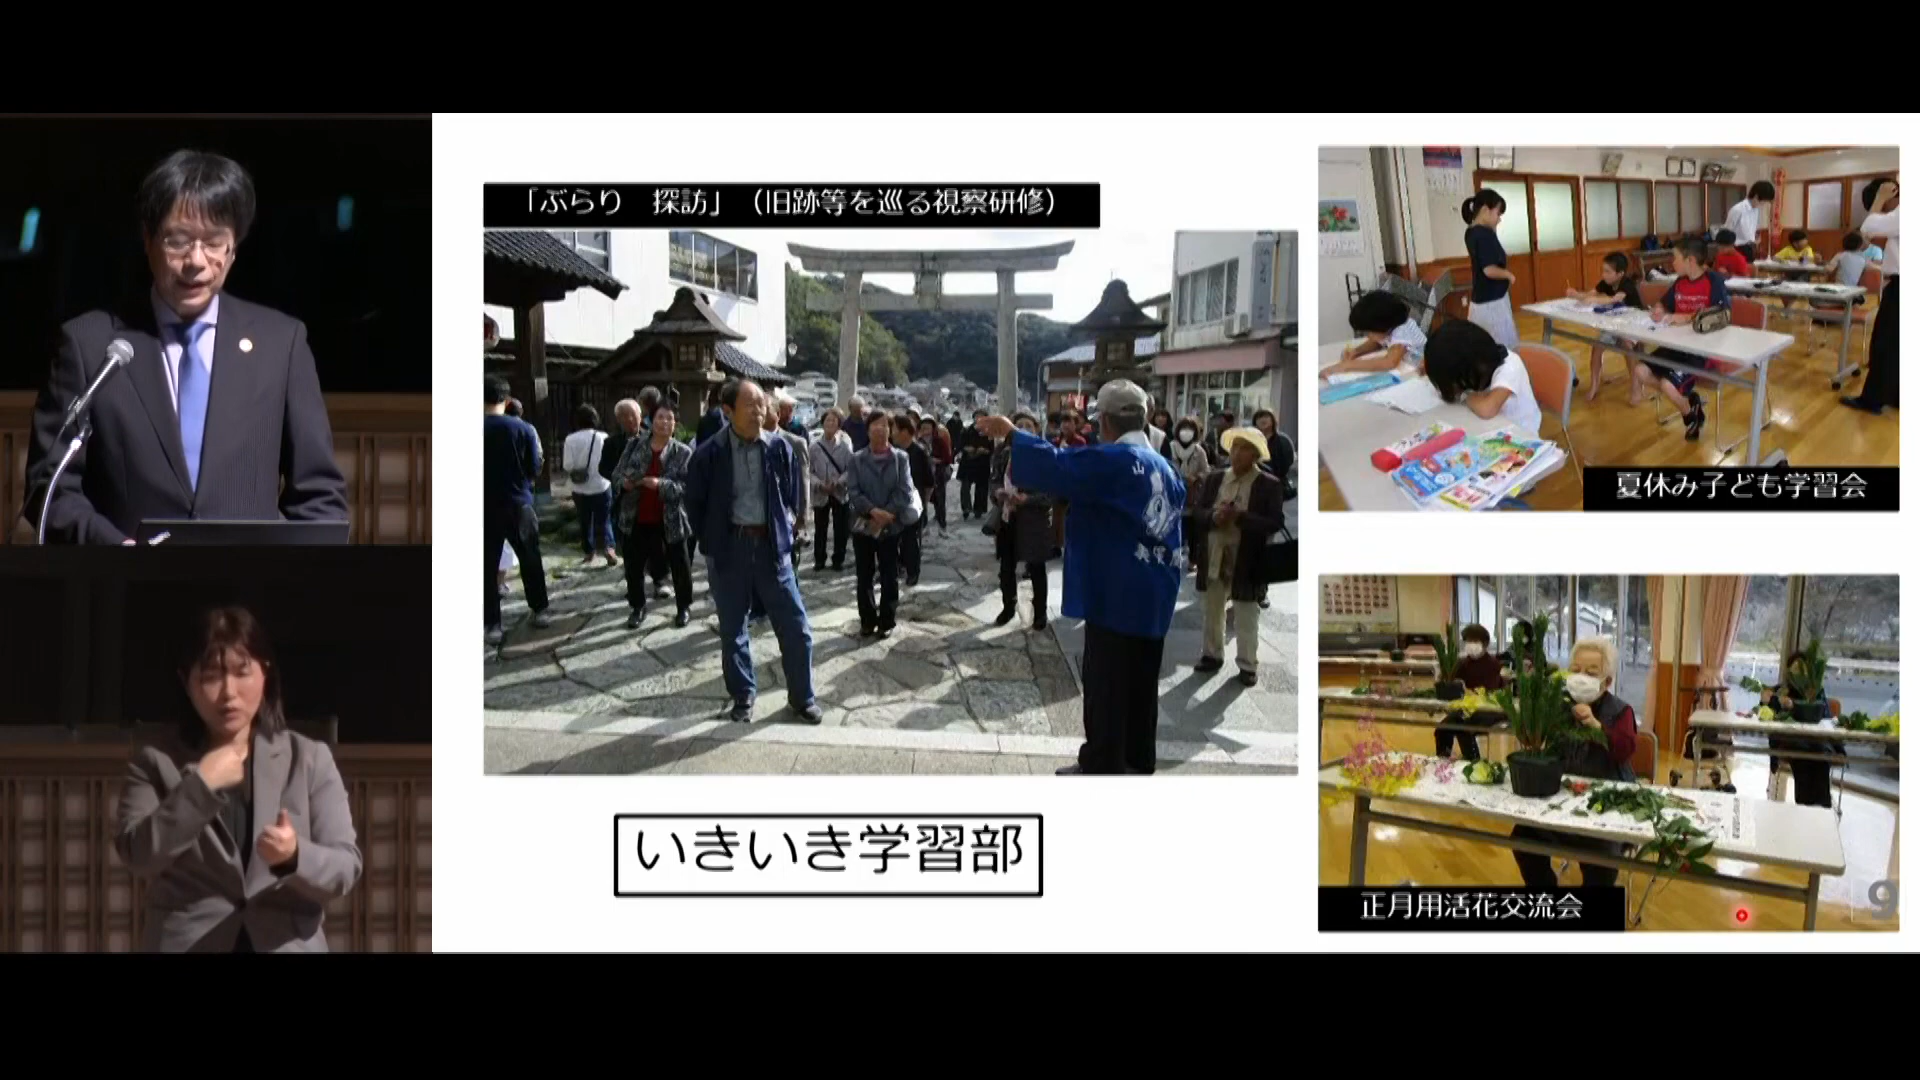 「ぶらり　探訪」（旧跡等を巡る視察研修）
いきいき学習部
夏休み子ども学習会
正月用活花交流会
9